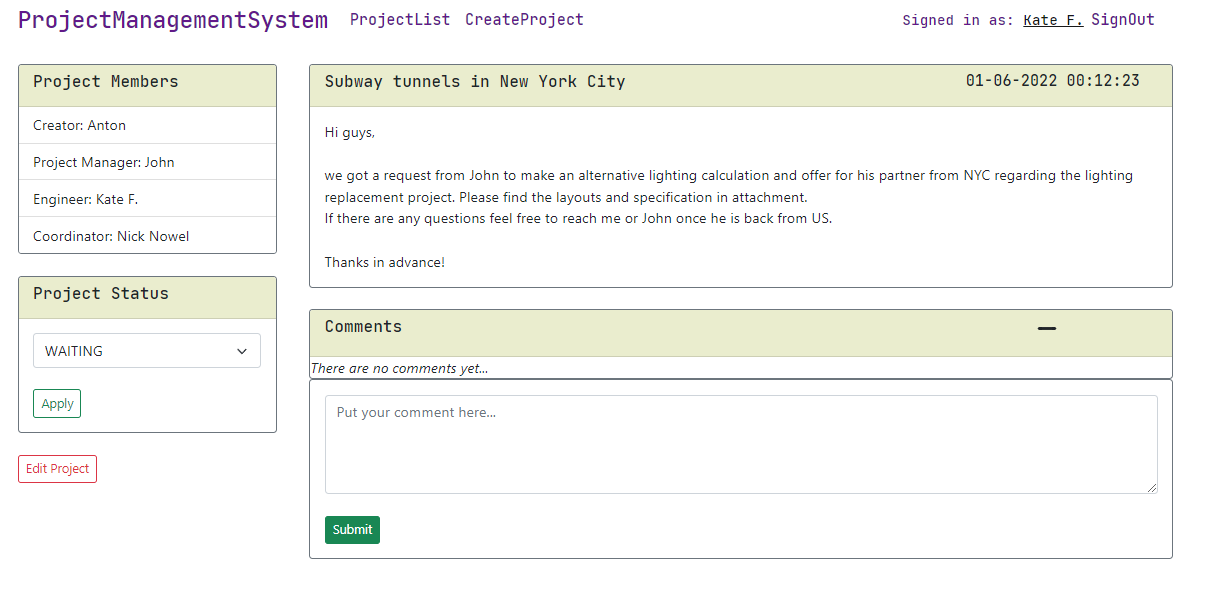 ProjectManagementSystem ProjectList CreateProject Signed in as: Kate F. SignOut
Project Members
Creator: Anton
Project Manager: John
Engineer: Kate F.
Coordinator: Nick Nowel
Project Status
WAITING
Apply
Edit Project
Subway tunnels in New York City 01-06-2022 00:12:23
Hi guys,
we got a request from John to make an alternative lighting calculation and offer for his partner from NYC regarding the lighting
replacement project. Please find the layouts and specification in attachment.
If there are any questions feel free to reach me or John once he is back from US.
Thanks in advance!
Comments
There are no comments yet...
Put your comment here...
Submit